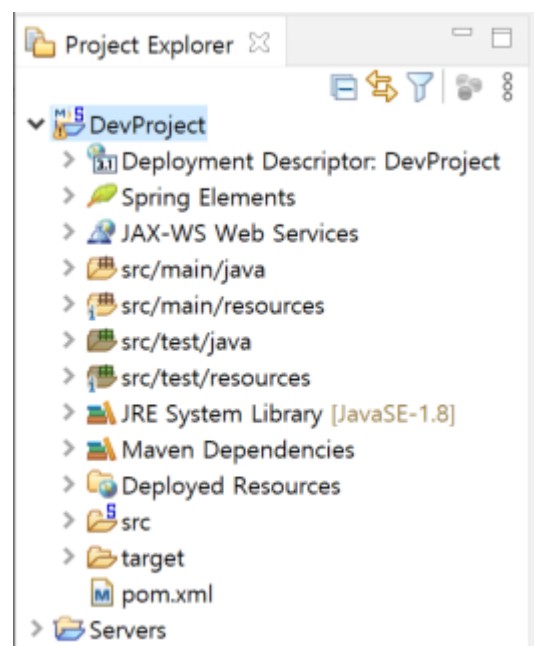 Project Explorer
DevProject
Deployment Descriptor: DevProject
Spring Elements
JAX-WS Web Services
src/main/java
src/main/resources
src/test/java
src/test/resources
JRE System Library [JavaSE-1.8]
Maven Dependencies
Deployed Resources
src
target
pom.xml
Servers